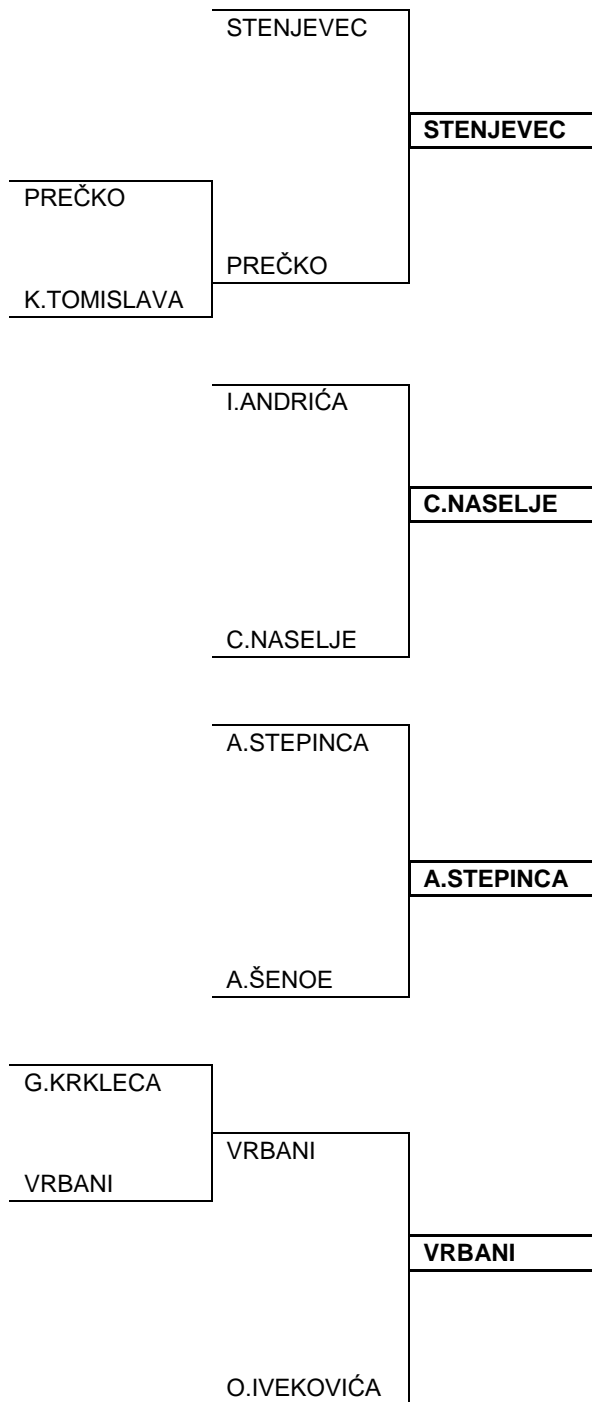 STENJEVEC
STENJEVEC
PREČKO
PREČKO
K.TOMISLAVA
I.ANDRIĆA
C.NASELJE
C.NASELJE
A.STEPINCA
A.STEPINCA
A.ŠENOE
G.KRKLECA
VRBANI
VRBANI
VRBANI
O.IVEKOVIĆA